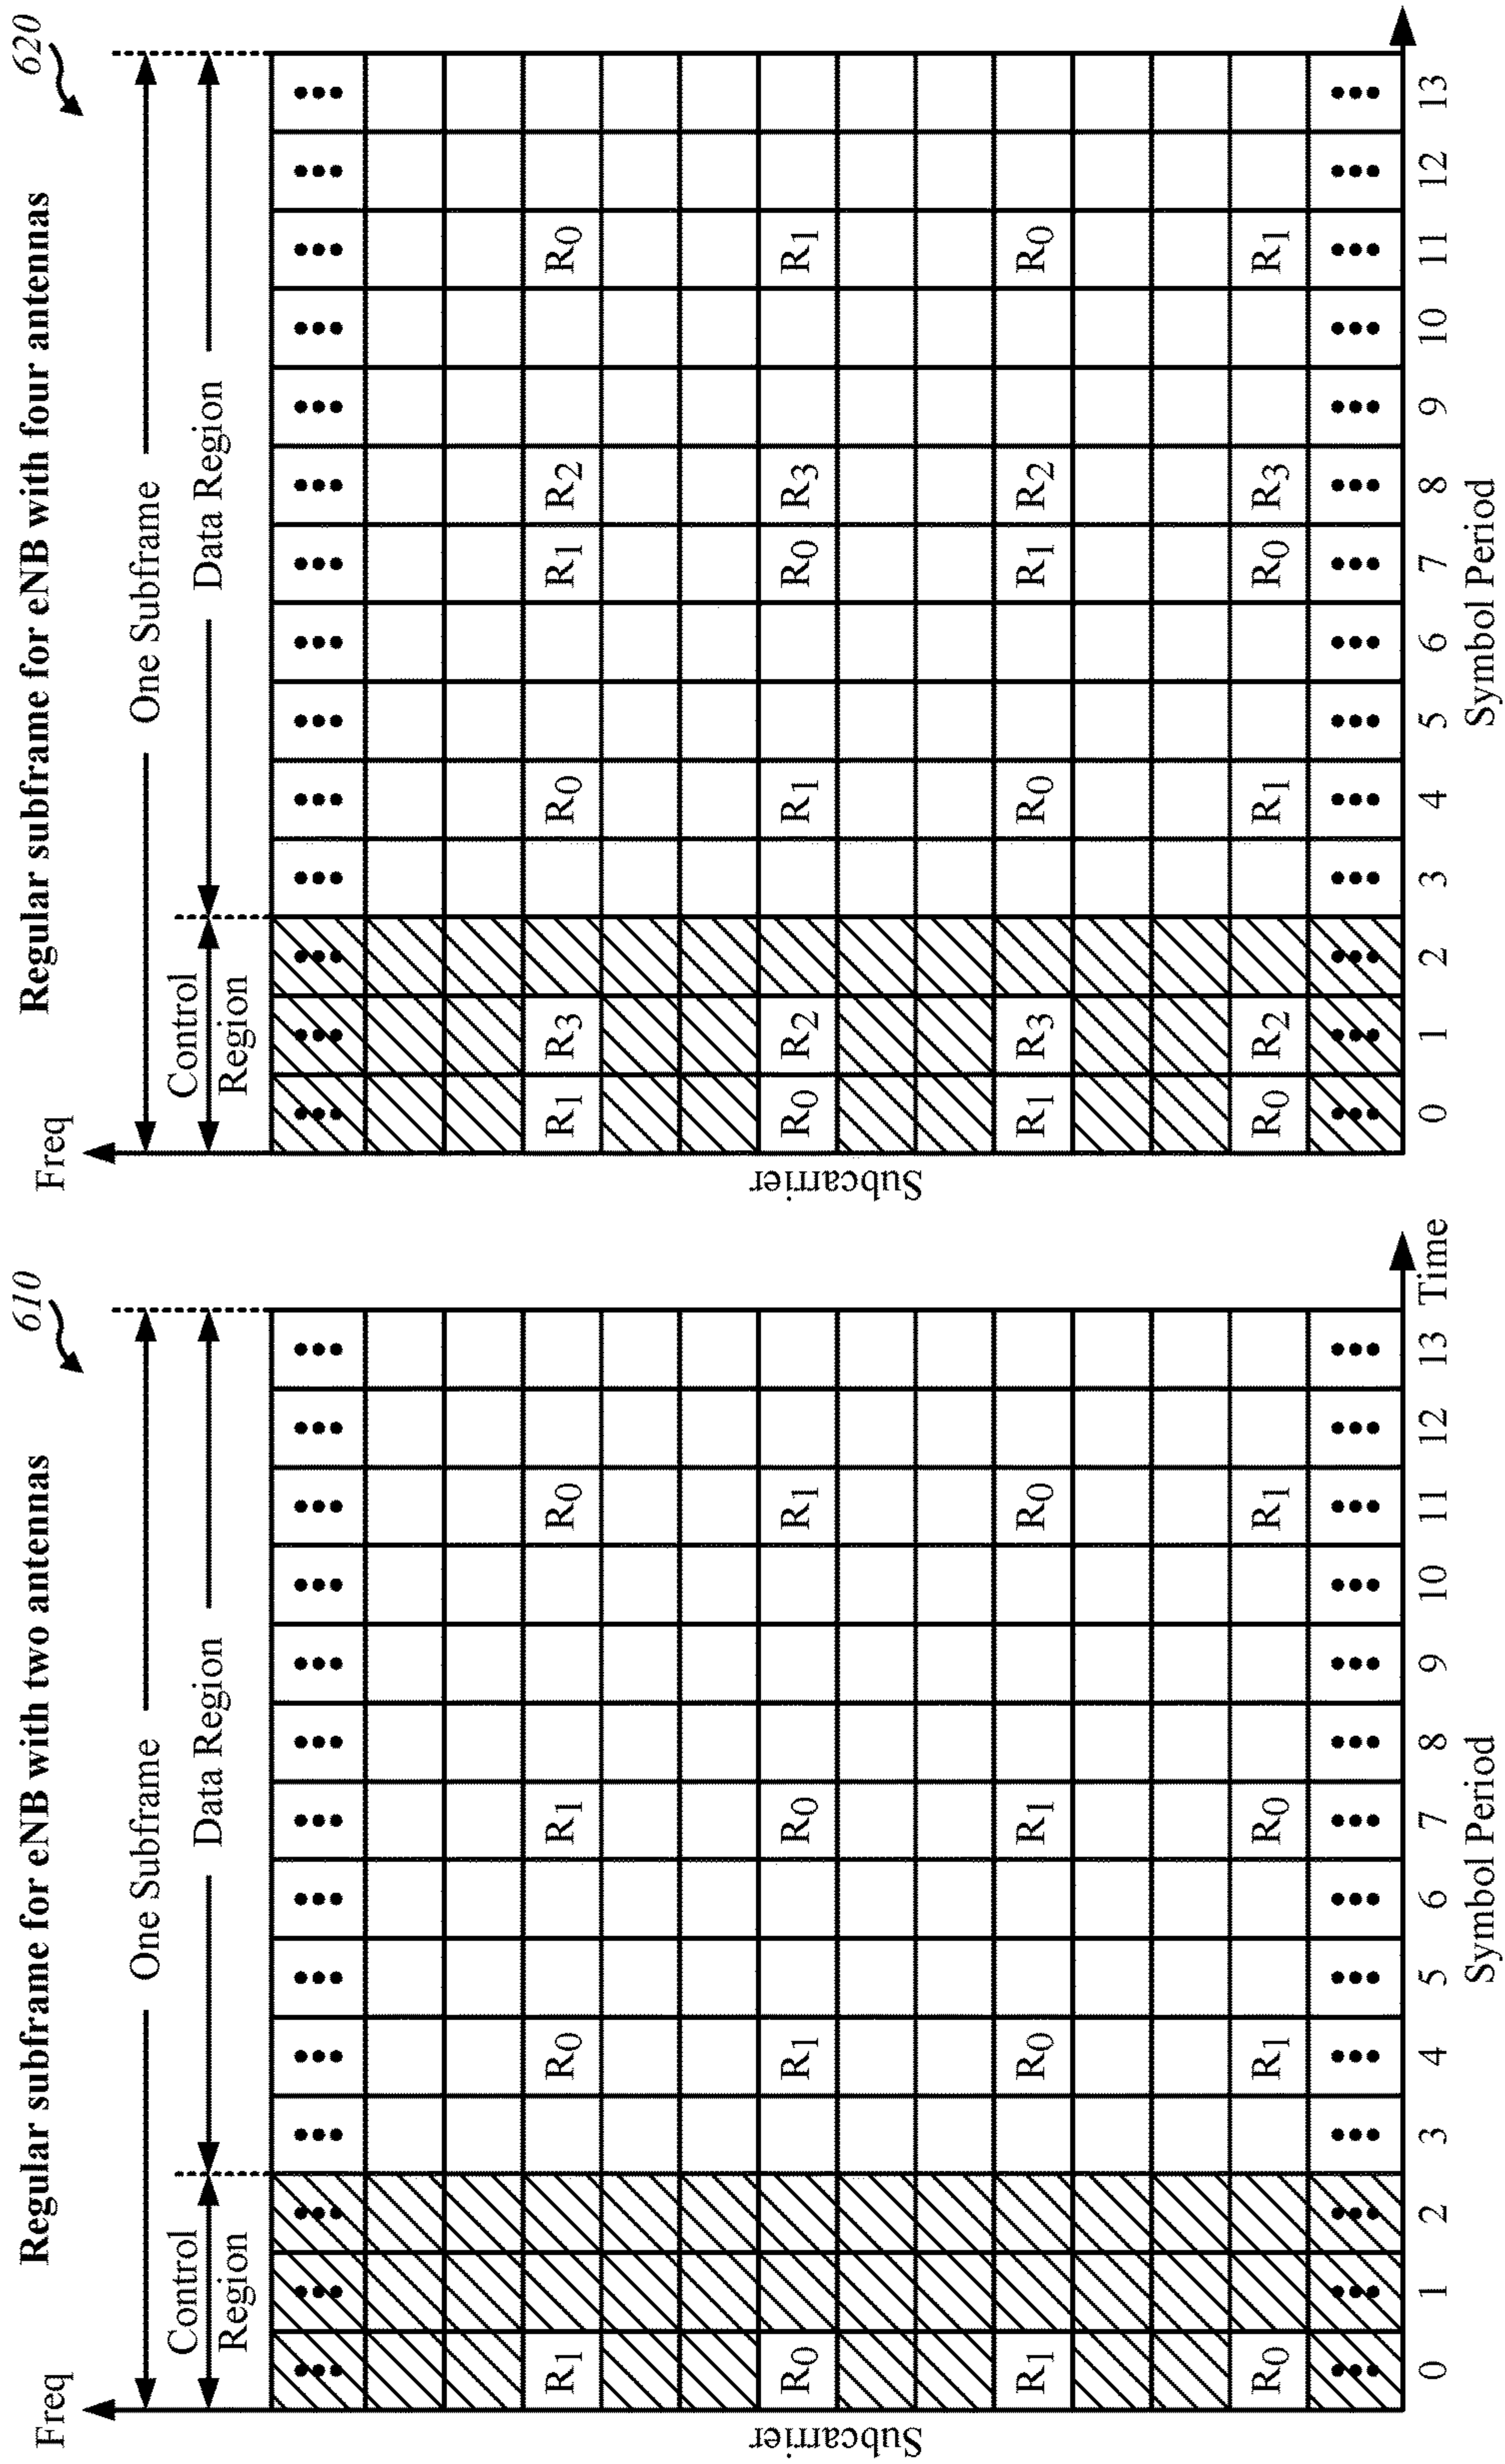 Regular subframe for eNB with two antennas
610
Freq
One Subframe
Control Region
Data Region
Subcarrier
••• ••• ••• ••• ••• ••• ••• ••• ••• ••• ••• ••• ••• •••
R1 R0 R1 R0
R0 R1 R0 R1
R1 R0 R1 R0
R0 R1 R0 R1
••• ••• ••• ••• ••• ••• ••• ••• ••• ••• ••• ••• ••• •••
0 1 2 3 4 5 6 7 8 9 10 11 12 13
Time
Symbol Period
Regular subframe for eNB with four antennas
620
Freq
One Subframe
Control Region
Data Region
Subcarrier
••• ••• ••• ••• ••• ••• ••• ••• ••• ••• ••• ••• ••• •••
R1 R3 R0 R1 R2 R0
R0 R2 R1 R0 R3 R1
R1 R3 R0 R1 R2 R0
R0 R2 R1 R0 R3 R1
••• ••• ••• ••• ••• ••• ••• ••• ••• ••• ••• ••• ••• •••
0 1 2 3 4 5 6 7 8 9 10 11 12 13
Symbol Period